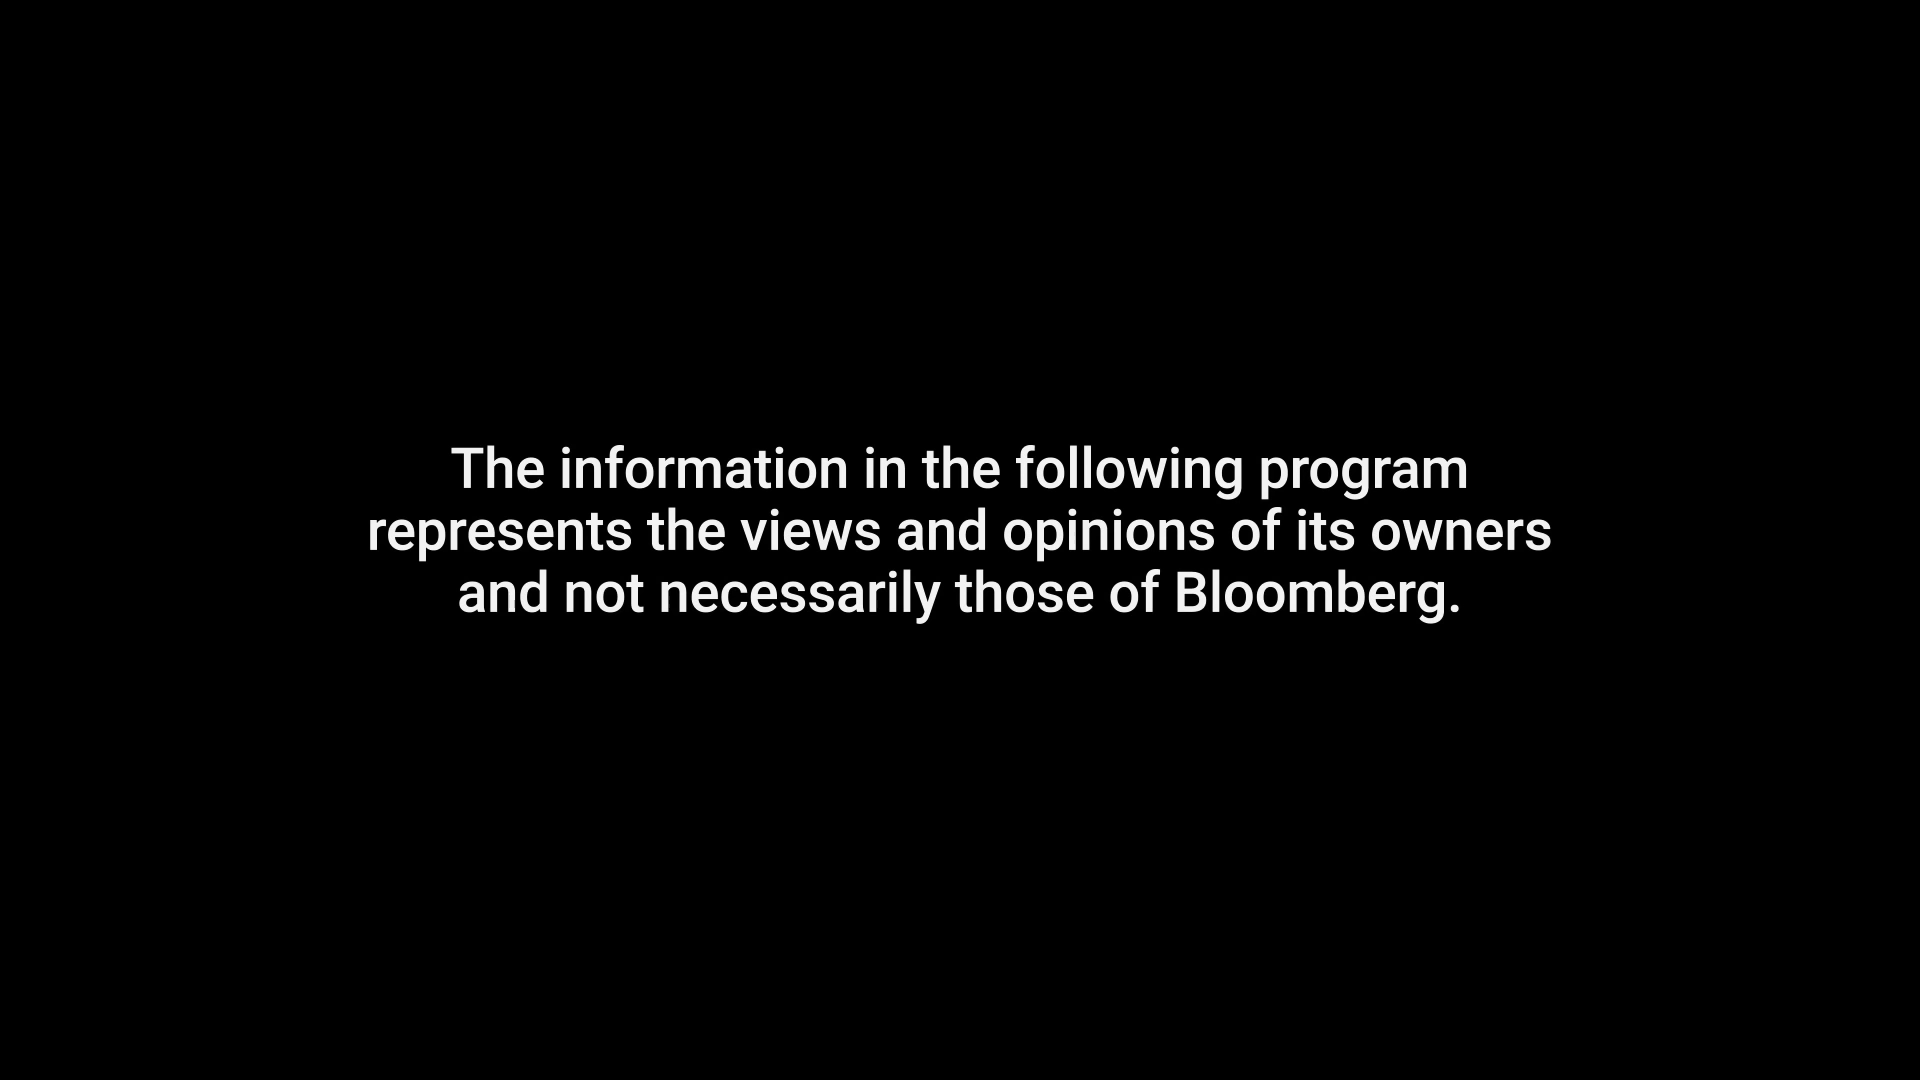 The information in the following program
represents the views and opinions of its owners
and not necessarily those of Bloomberg.